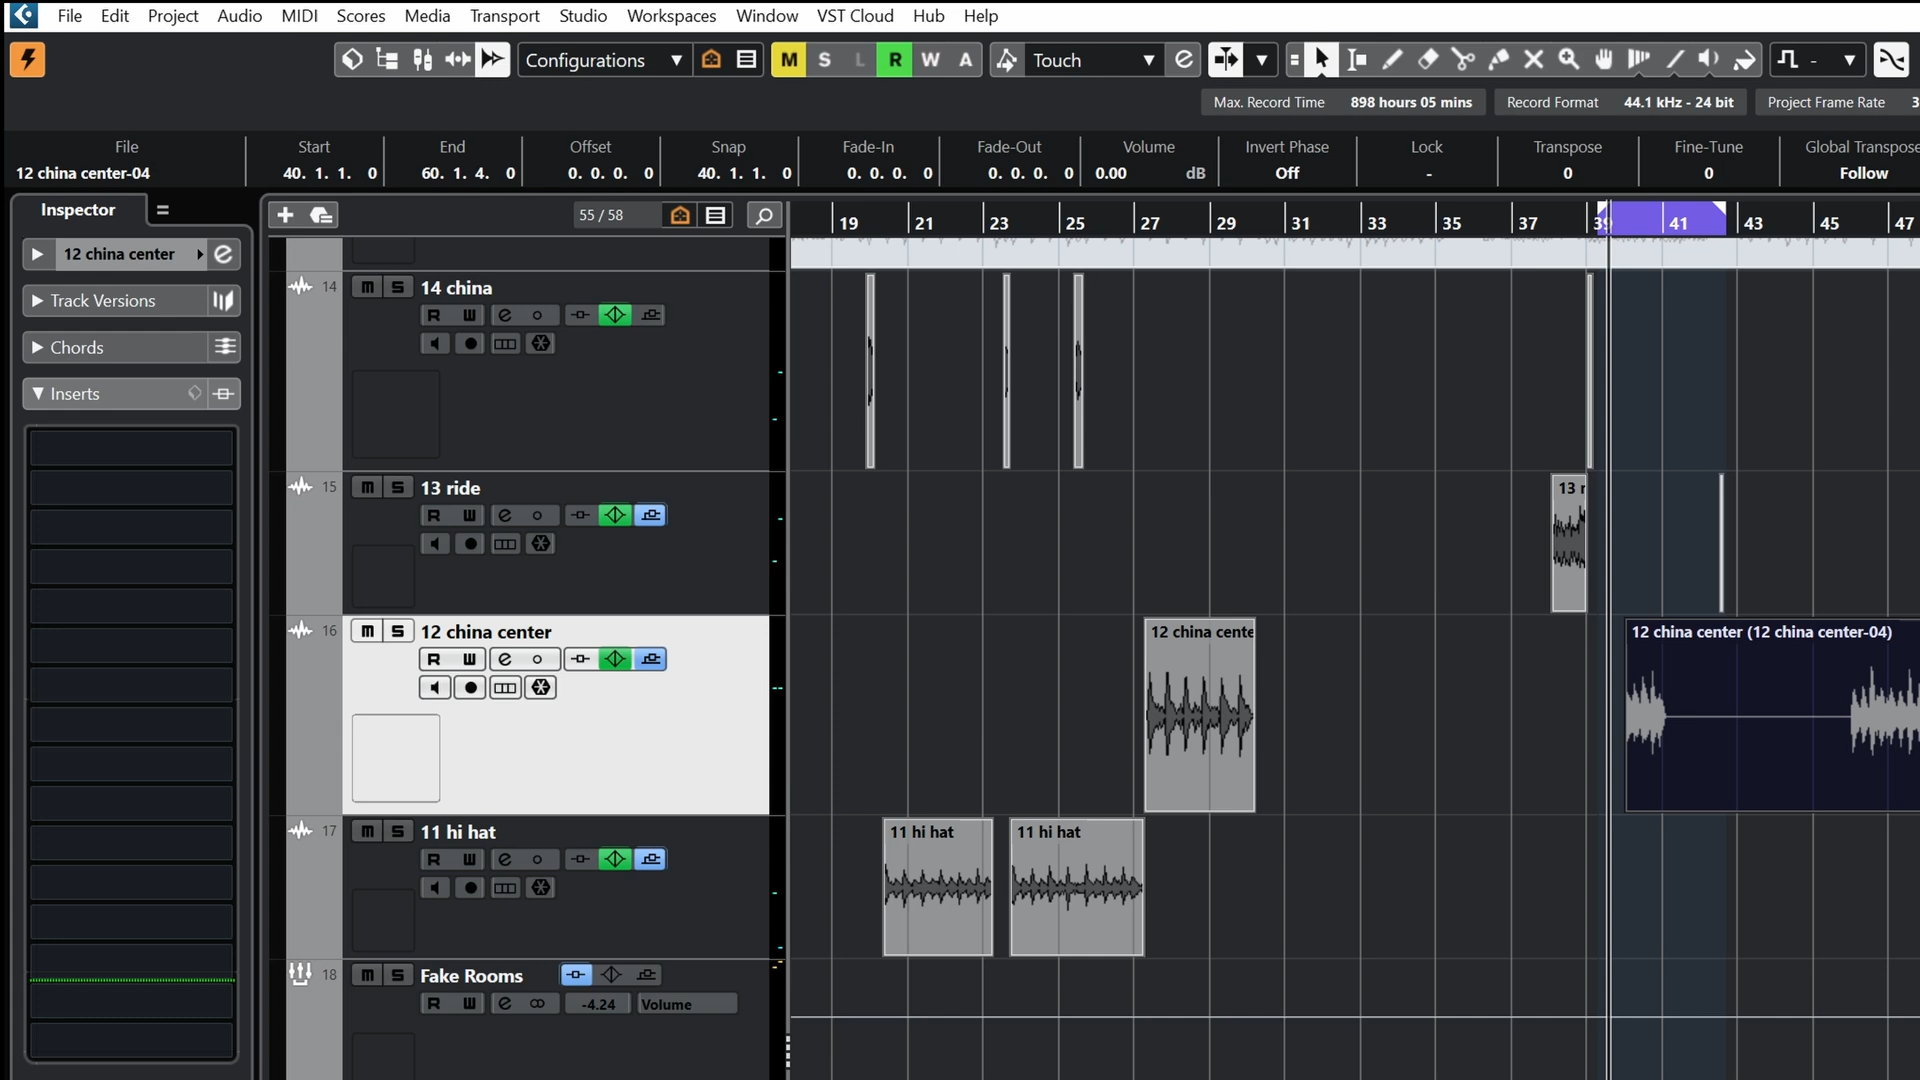 File Edit Project Audio MIDI Scores Media Transport Studio Workspaces Window VST Cloud Hub Help
Configurations M S L R W A Touch -
Max. Record Time 898 hours 05 mins Record Format 44.1 kHz - 24 bit Project Frame Rate 3
File Start End Offset Snap Fade-In Fade-Out Volume Invert Phase Lock Transpose Fine-Tune Global Transpose
12 china center-04 40. 1. 1. 0 60. 1. 4. 0 0. 0. 0. 0 40. 1. 1. 0 0. 0. 0. 0 0. 0. 0. 0 0.00 dB Off - 0 0 Follow
Inspector 55 / 58 19 21 23 25 27 29 31 33 35 37 39 41 43 45 47
12 china center
Track Versions
Chords
Inserts
14 m S 14 china
R W
15 m S 13 ride 13 r
R W
16 m S 12 china center 12 china cente 12 china center (12 china center-04)
R W
17 m S 11 hi hat 11 hi hat 11 hi hat
R W
18 m S Fake Rooms
R W -4.24 Volume